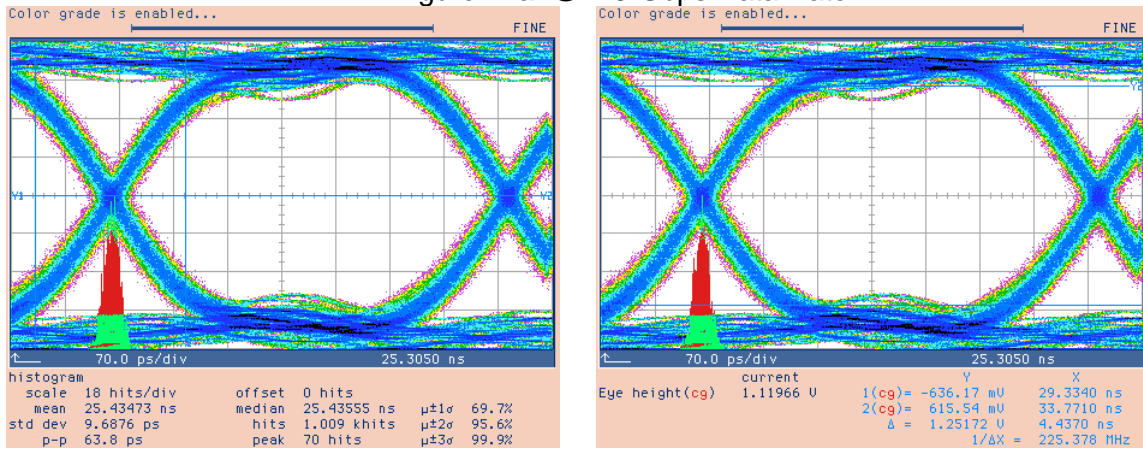 Color grade is enabled...
FINE
Y1
Y2
70.0 ps/div 25.3050 ns
histogram
scale 18 hits/div offset 0 hits
mean 25.43473 ns median 25.43555 ns µ±1σ 69.7%
std dev 9.6876 ps hits 1.009 khits µ±2σ 95.6%
p-p 63.8 ps peak 70 hits µ±3σ 99.9%
Color grade is enabled...
FINE
70.0 ps/div 25.3050 ns
current Y X
Eye height(cg) 1.11966 V 1(cg)= -636.17 mV 29.3340 ns
2(cg)= 615.54 mV 33.7710 ns
Δ = 1.25172 V 4.4370 ns
1/ΔX = 225.378 MHz